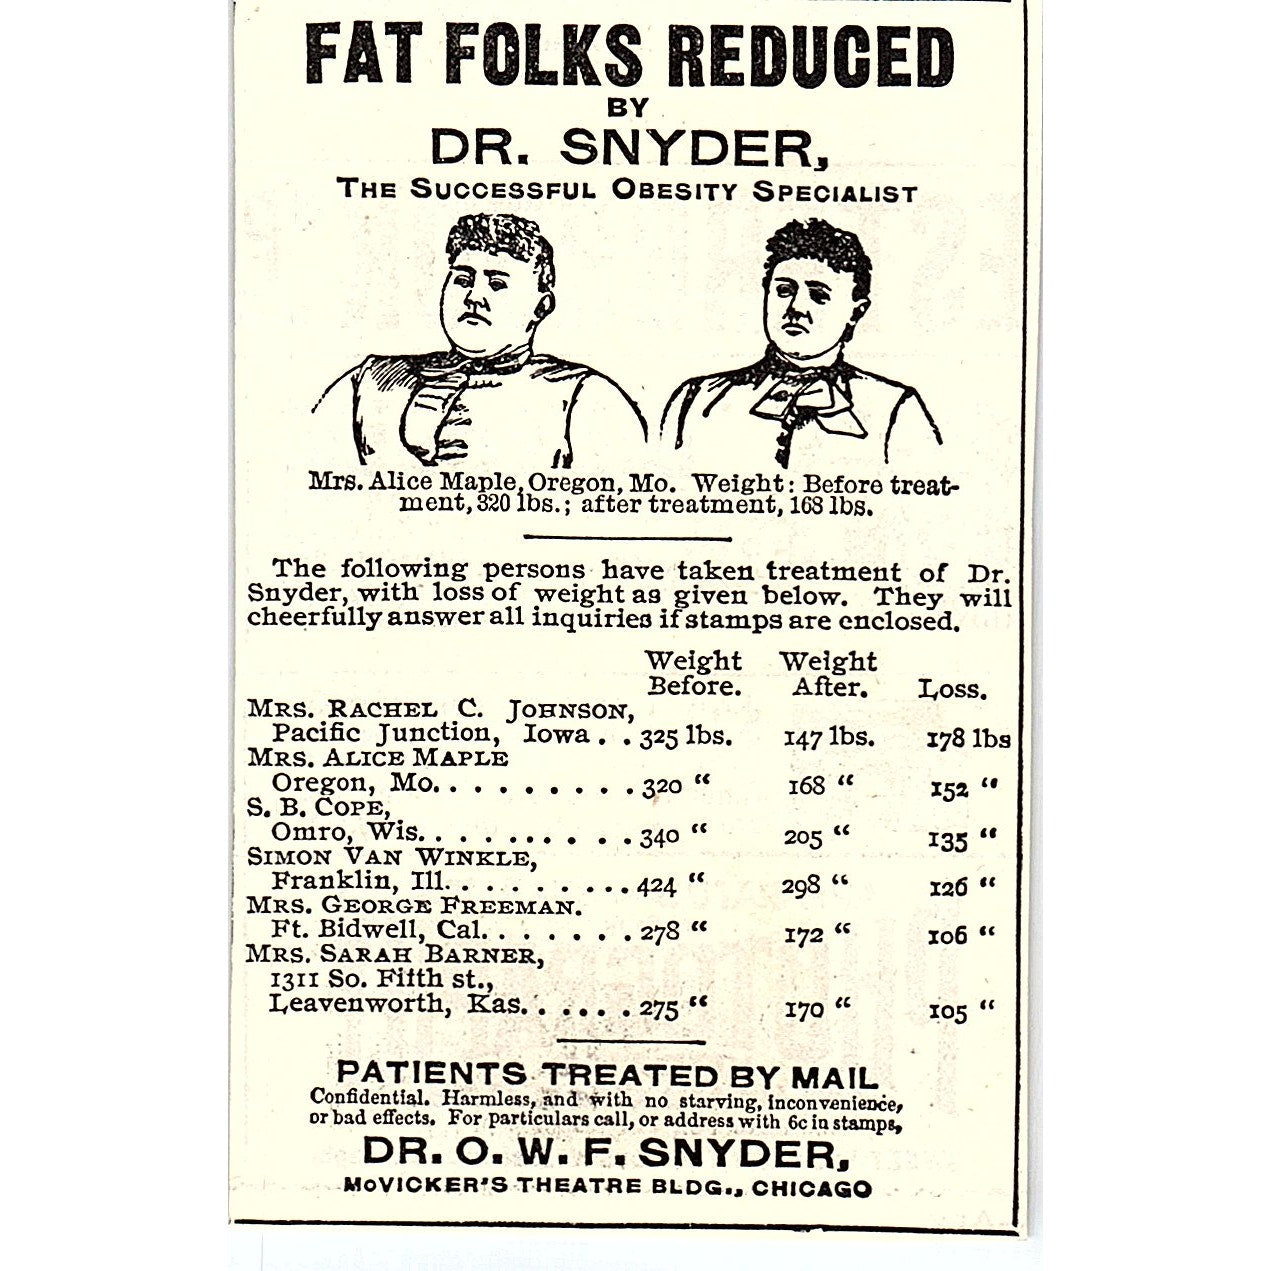 FAT FOLKS REDUCED
BY
DR. SNYDER,
THE SUCCESSFUL OBESITY SPECIALIST
Mrs. Alice Maple, Oregon, Mo. Weight: Before treat-
ment, 320 lbs.; after treatment, 168 lbs.
The following persons have taken treatment of Dr.
Snyder, with loss of weight as given below. They will
cheerfully answer all inquiries if stamps are enclosed.
Weight Weight
Before. After. Loss.
MRS. RACHEL C. JOHNSON,
Pacific Junction, Iowa . . 325 lbs. 147 lbs. 178 lbs
MRS. ALICE MAPLE
Oregon, Mo. . . . . . . . . . 320 “ 168 “ 152 “
S. B. COPE,
Omro, Wis. . . . . . . . . . 340 “ 205 “ 135 “
SIMON VAN WINKLE,
Franklin, Ill. . . . . . . . . 424 “ 298 “ 126 “
MRS. GEORGE FREEMAN.
Ft. Bidwell, Cal. . . . . . . . 278 “ 172 “ 106 “
MRS. SARAH BARNER,
1311 So. Fifth st.,
Leavenworth, Kas. . . . . . 275 “ 170 “ 105 “
PATIENTS TREATED BY MAIL
Confidential. Harmless, and with no starving, inconvenience,
or bad effects. For particulars call, or address with 6c in stamps,
DR. O. W. F. SNYDER,
McVICKER'S THEATRE BLDG., CHICAGO